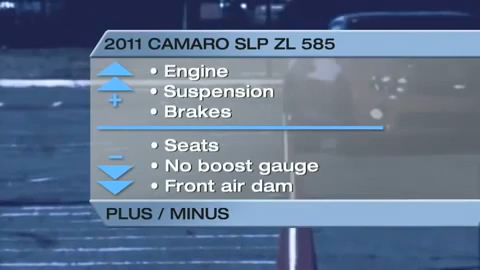 2011 CAMARO SLP ZL 585
• Engine
• Suspension
+
• Brakes
–
• Seats
• No boost gauge
• Front air dam
PLUS / MINUS